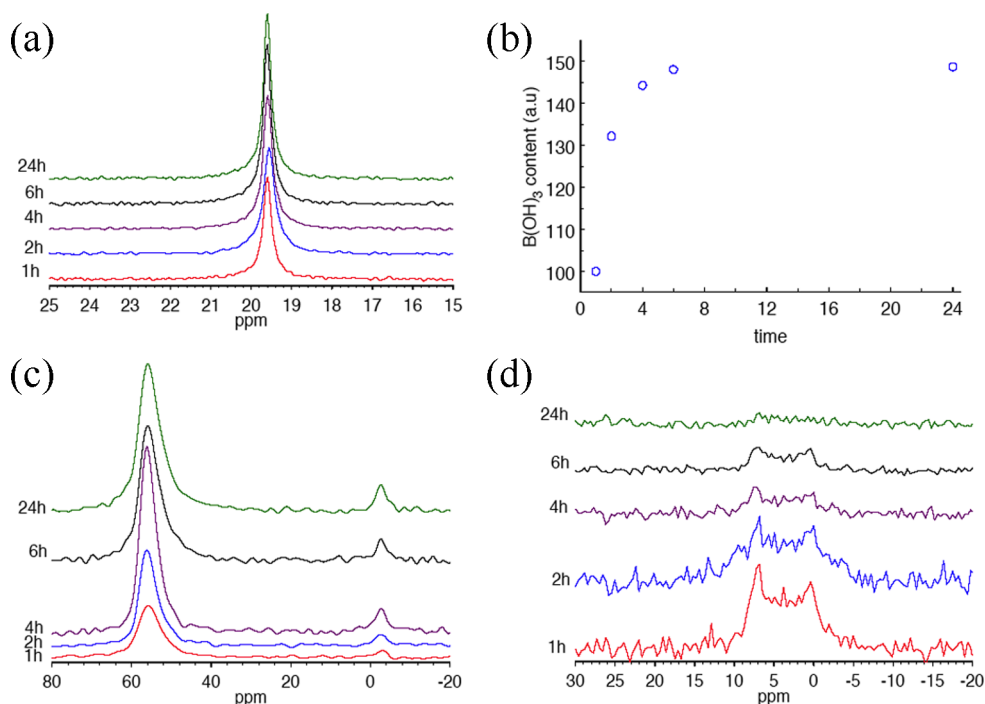 (a)
24h
6h
4h
2h
1h
25 24 23 22 21 20 19 18 17 16 15
ppm
(b)
B(OH)3 content (a.u)
150
140
130
120
110
100
0 4 8 12 16 20 24
time
(c)
24h
6h
4h
2h
1h
80 60 40 20 0 -20
ppm
(d)
24h
6h
4h
2h
1h
30 25 20 15 10 5 0 -5 -10 -15 -20
ppm